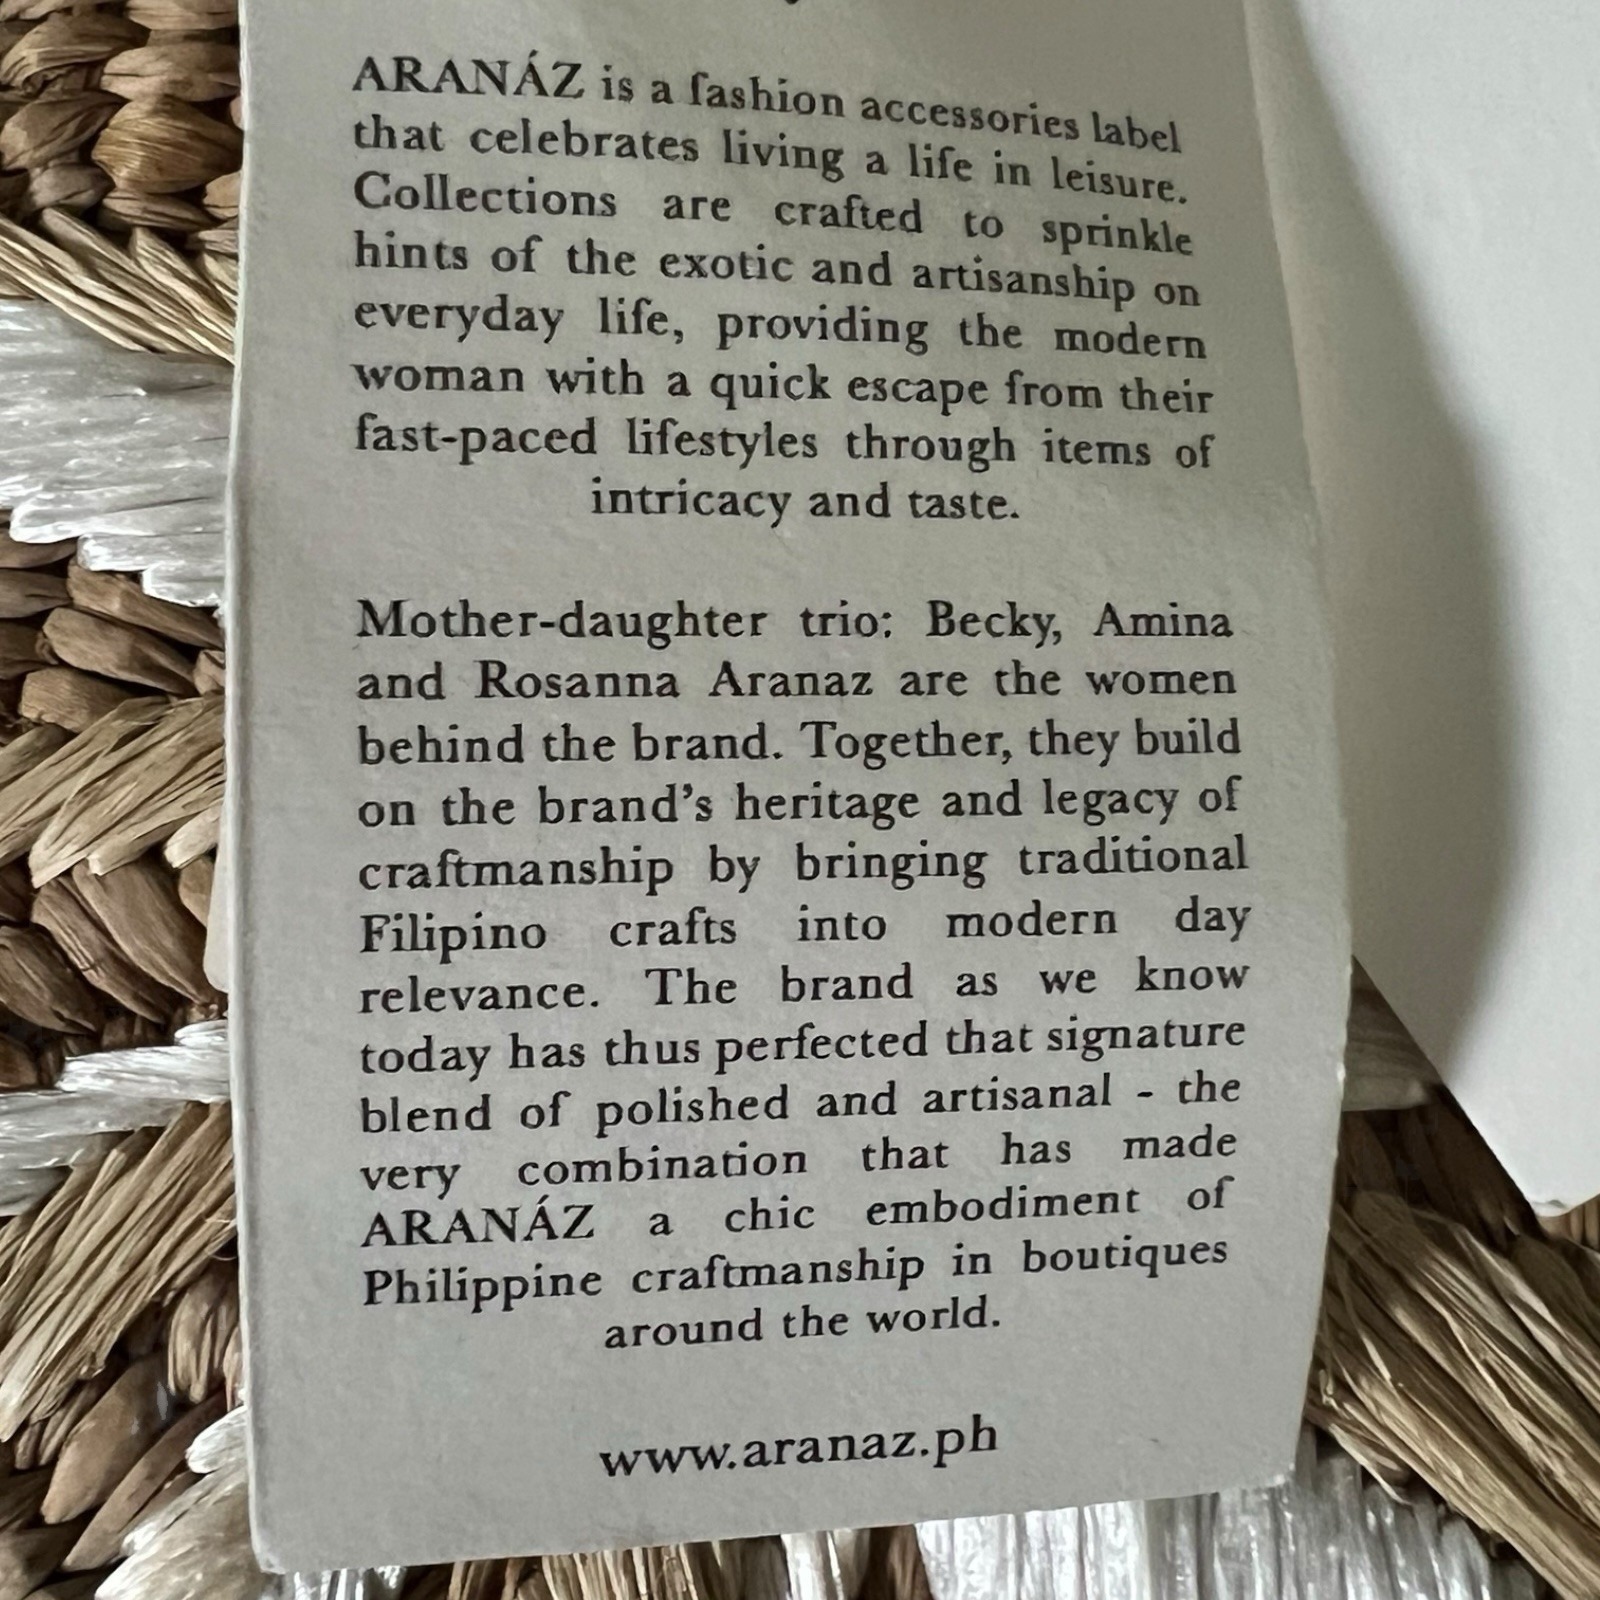 ARANÁZ is a fashion accessories label
that celebrates living a life in leisure.
Collections are crafted to sprinkle
hints of the exotic and artisanship on
everyday life, providing the modern
woman with a quick escape from their
fast-paced lifestyles through items of
intricacy and taste.
Mother-daughter trio: Becky, Amina
and Rosanna Aranaz are the women
behind the brand. Together, they build
on the brand's heritage and legacy of
craftmanship by bringing traditional
Filipino crafts into modern day
relevance. The brand as we know
today has thus perfected that signature
blend of polished and artisanal - the
very combination that has made
ARANÁZ a chic embodiment of
Philippine craftmanship in boutiques
around the world.
www.aranaz.ph